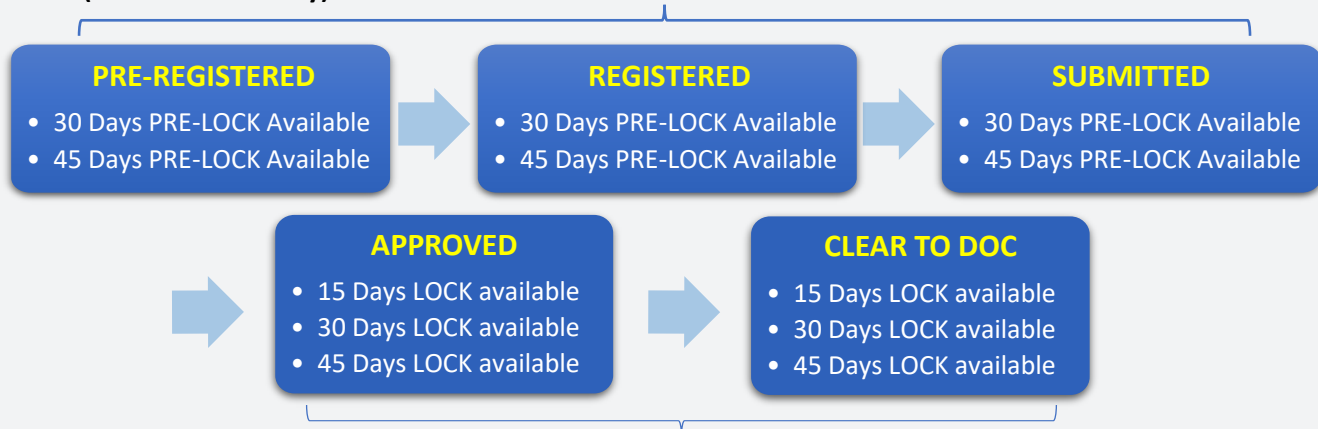 PRE-REGISTERED
• 30 Days PRE-LOCK Available
• 45 Days PRE-LOCK Available
REGISTERED
• 30 Days PRE-LOCK Available
• 45 Days PRE-LOCK Available
SUBMITTED
• 30 Days PRE-LOCK Available
• 45 Days PRE-LOCK Available
APPROVED
• 15 Days LOCK available
• 30 Days LOCK available
• 45 Days LOCK available
CLEAR TO DOC
• 15 Days LOCK available
• 30 Days LOCK available
• 45 Days LOCK available